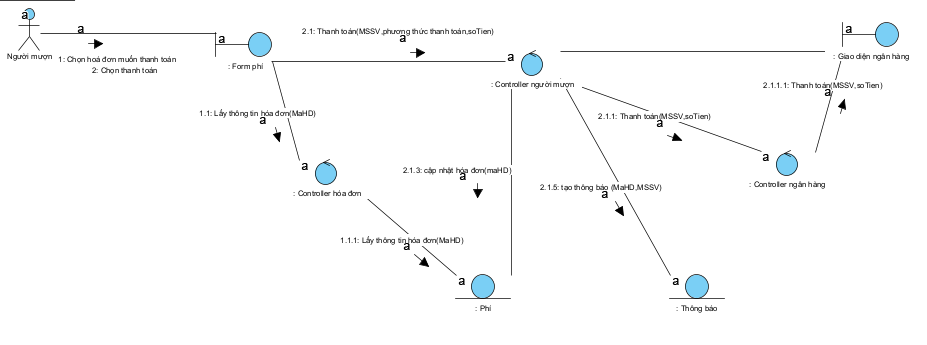 a
Người mượn
a
1: Chọn hoá đơn muốn thanh toán
2: Chọn thanh toán
a
: Form phí
2.1: Thanh toán(MSSV,phương thức thanh toán,soTien)
a
a
: Controller người mượn
a
: Giao diện ngân hàng
2.1.1.1: Thanh toán(MSSV,soTien)
a
1.1: Lấy thông tin hóa đơn(MaHD)
a
2.1.1: Thanh toán(MSSV,soTien)
a
a
: Controller hóa đơn
2.1.3: cập nhật hóa đơn(maHD)
a
a
: Controller ngân hàng
2.1.5: tạo thông báo (MaHD,MSSV)
a
1.1.1: Lấy thông tin hóa đơn(MaHD)
a
a
: Phí
a
: Thông báo